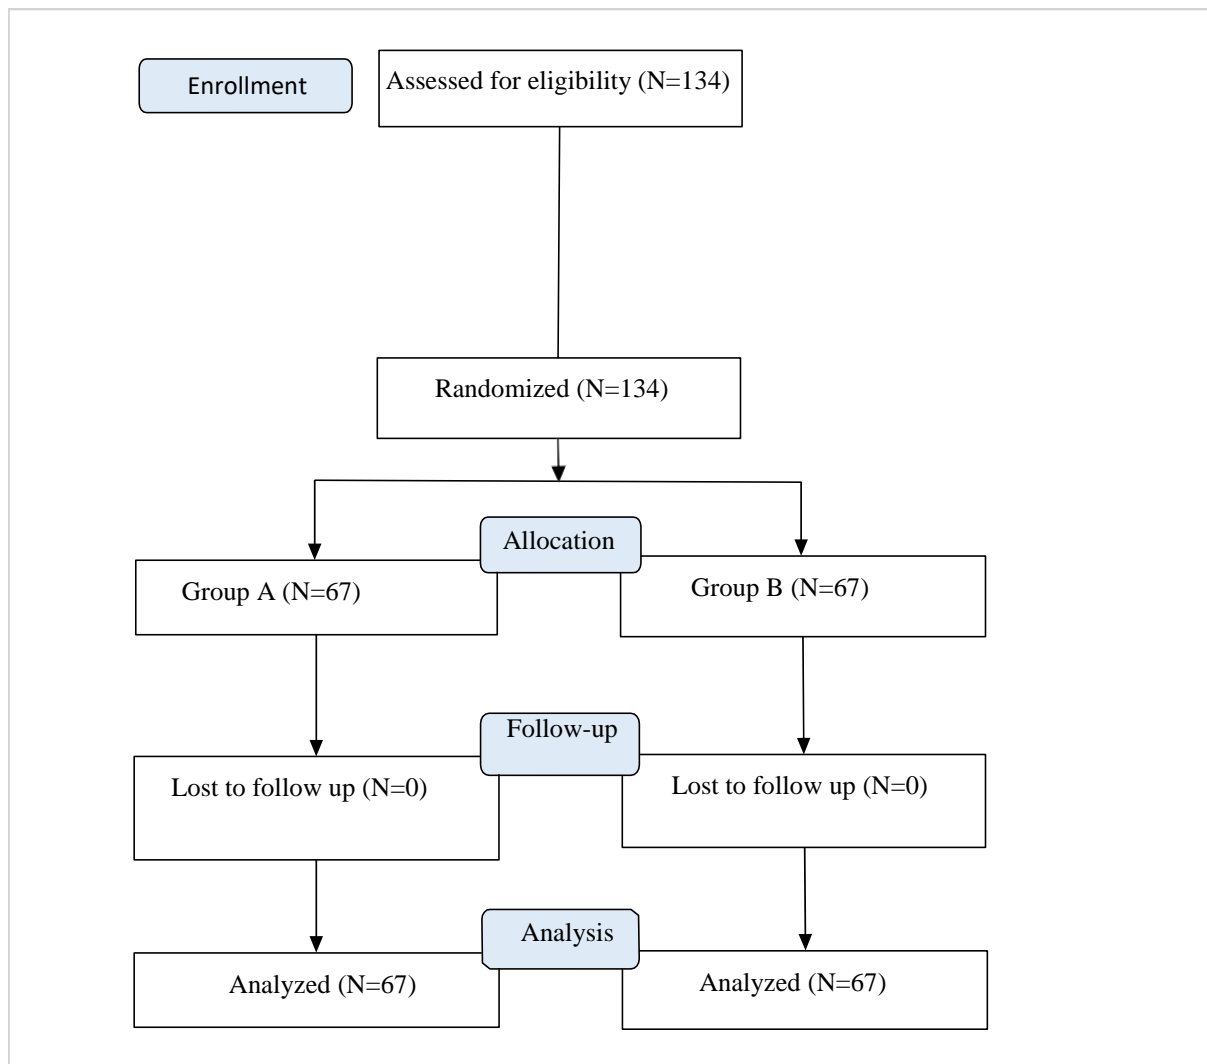 Enrollment
Assessed for eligibility (N=134)
Randomized (N=134)
Allocation
Group A (N=67)
Group B (N=67)
Follow-up
Lost to follow up (N=0)
Lost to follow up (N=0)
Analysis
Analyzed (N=67)
Analyzed (N=67)